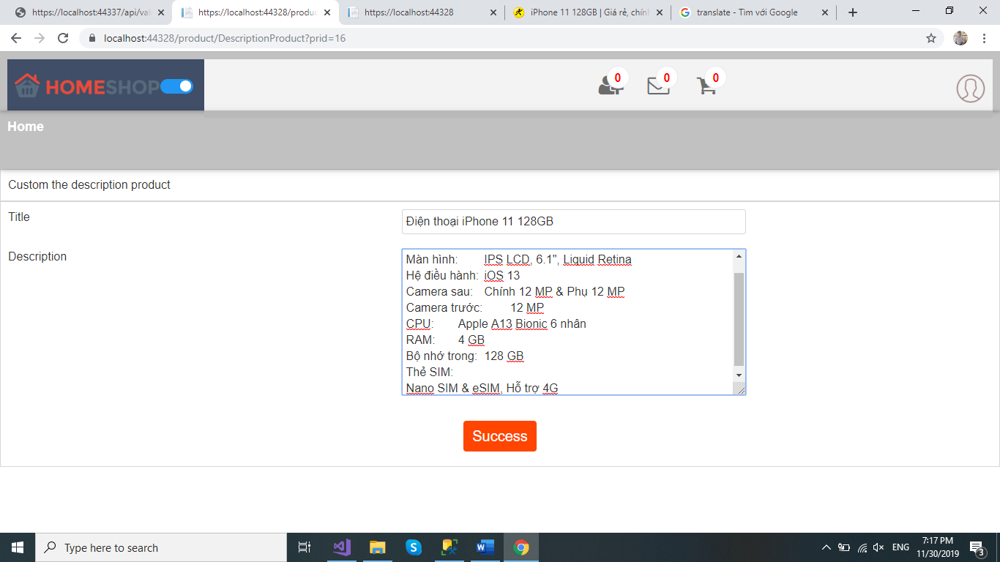 https://localhost:44337/api/val
https://localhost:44328/produc
https://localhost:44328
iPhone 11 128GB | Giá rẻ, chính
translate - Tìm với Google
localhost:44328/product/DescriptionProduct?prid=16
HOMESHOP
0
0
0
Home
Custom the description product
Title
Điện thoại iPhone 11 128GB
Description
Màn hình: IPS LCD, 6.1", Liquid Retina
Hệ điều hành: iOS 13
Camera sau: Chính 12 MP & Phụ 12 MP
Camera trước: 12 MP
CPU: Apple A13 Bionic 6 nhân
RAM: 4 GB
Bộ nhớ trong: 128 GB
Thẻ SIM:
Nano SIM & eSIM, Hỗ trợ 4G
Success
Type here to search
ENG
7:17 PM
11/30/2019
3